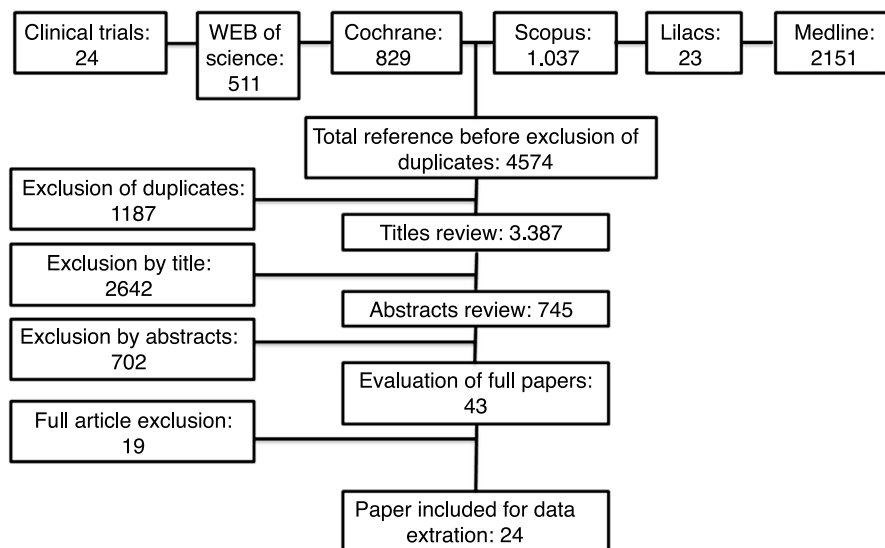 Clinical trials:
24
WEB of
science:
511
Cochrane:
829
Scopus:
1.037
Lilacs:
23
Medline:
2151
Total reference before exclusion of
duplicates: 4574
Exclusion of duplicates:
1187
Titles review: 3.387
Exclusion by title:
2642
Abstracts review: 745
Exclusion by abstracts:
702
Evaluation of full papers:
43
Full article exclusion:
19
Paper included for data
extration: 24